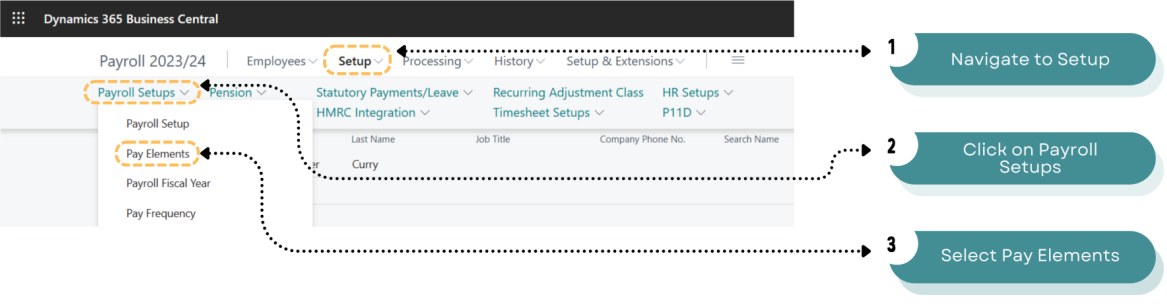 Dynamics 365 Business Central
Payroll 2023/24 Employees Setup Processing History Setup & Extensions
Payroll Setups Pension Statutory Payments/Leave Recurring Adjustment Class HR Setups
HMRC Integration Timesheet Setups P11D
Payroll Setup
Last Name Job Title Company Phone No. Search Name
Pay Elements
Curry
Payroll Fiscal Year
Pay Frequency
1
Navigate to Setup
2
Click on Payroll
Setups
3
Select Pay Elements